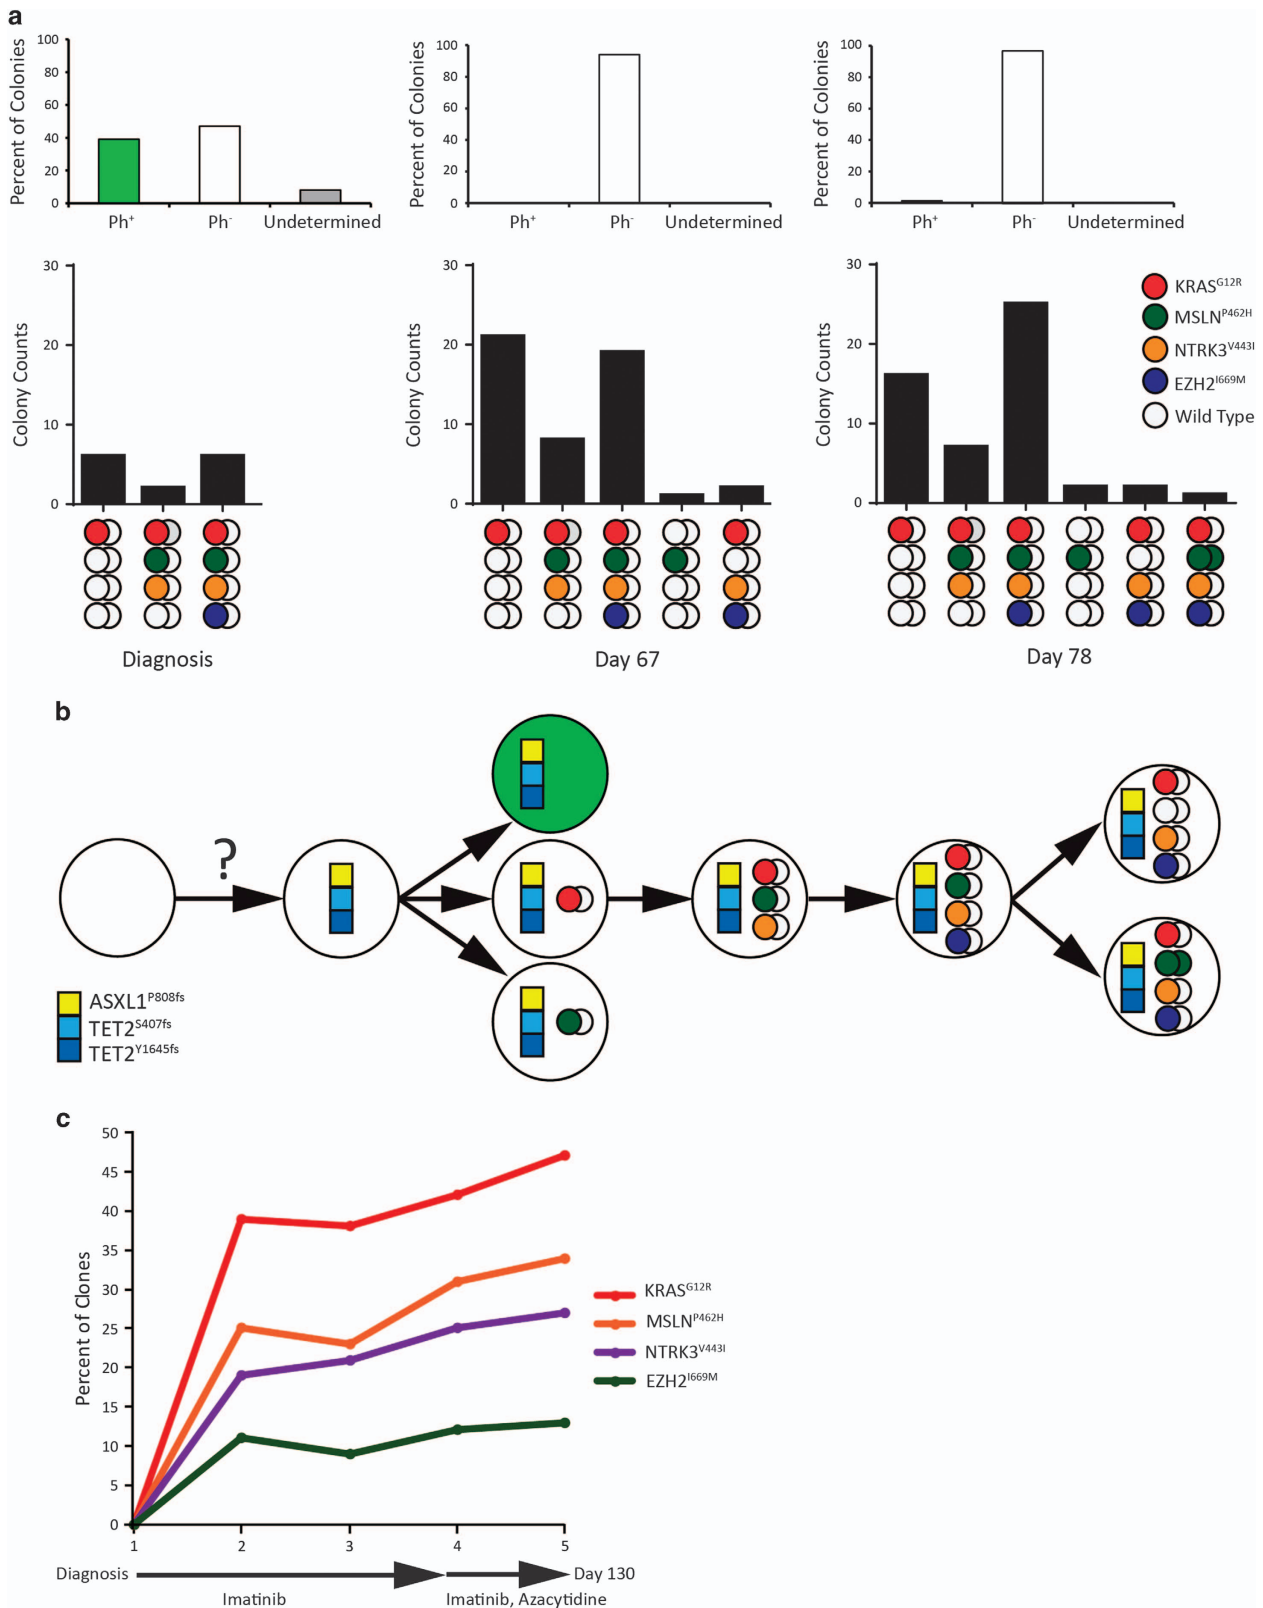 a
Percent of Colonies
100
80
60
40
20
0
Ph+
Ph-
Undetermined
Percent of Colonies
100
80
60
40
20
0
Ph+
Ph-
Undetermined
Percent of Colonies
100
80
60
40
20
0
Ph+
Ph-
Undetermined
Colony Counts
30
20
10
0
Diagnosis
Colony Counts
30
20
10
0
Day 67
Colony Counts
30
20
10
0
Day 78
KRASG12R
MSLNP462H
NTRK3V443I
EZH2I669M
Wild Type
b
?
ASXL1P808fs
TET2S407fs
TET2Y1645fs
c
Percent of Clones
50
45
40
35
30
25
20
15
10
5
0
1 2 3 4 5
KRASG12R
MSLNP462H
NTRK3V443I
EZH2I669M
Diagnosis
Day 130
Imatinib
Imatinib, Azacytidine